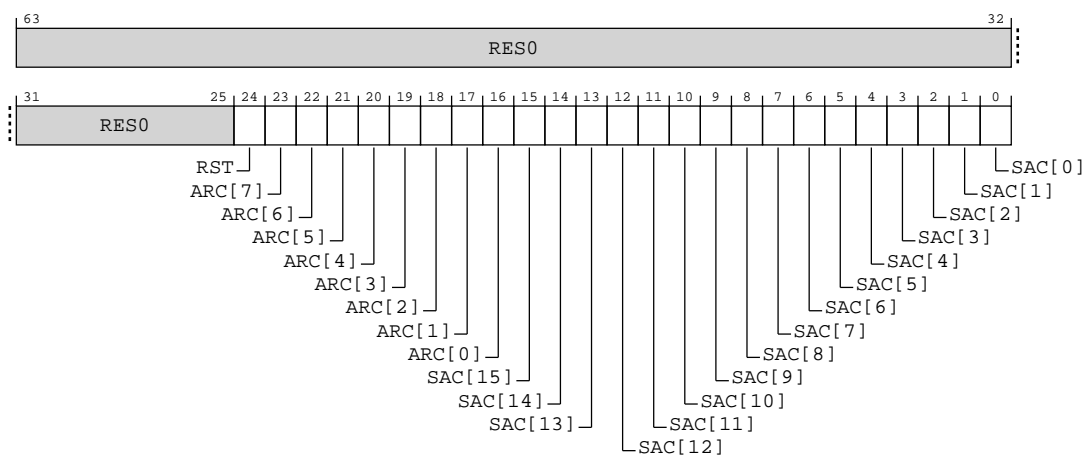 63 32
RES0
31 25 24 23 22 21 20 19 18 17 16 15 14 13 12 11 10 9 8 7 6 5 4 3 2 1 0
RES0
RST SAC[0]
ARC[7] SAC[1]
ARC[6] SAC[2]
ARC[5] SAC[3]
ARC[4] SAC[4]
ARC[3] SAC[5]
ARC[2] SAC[6]
ARC[1] SAC[7]
ARC[0] SAC[8]
SAC[15] SAC[9]
SAC[14] SAC[10]
SAC[13] SAC[11]
SAC[12]